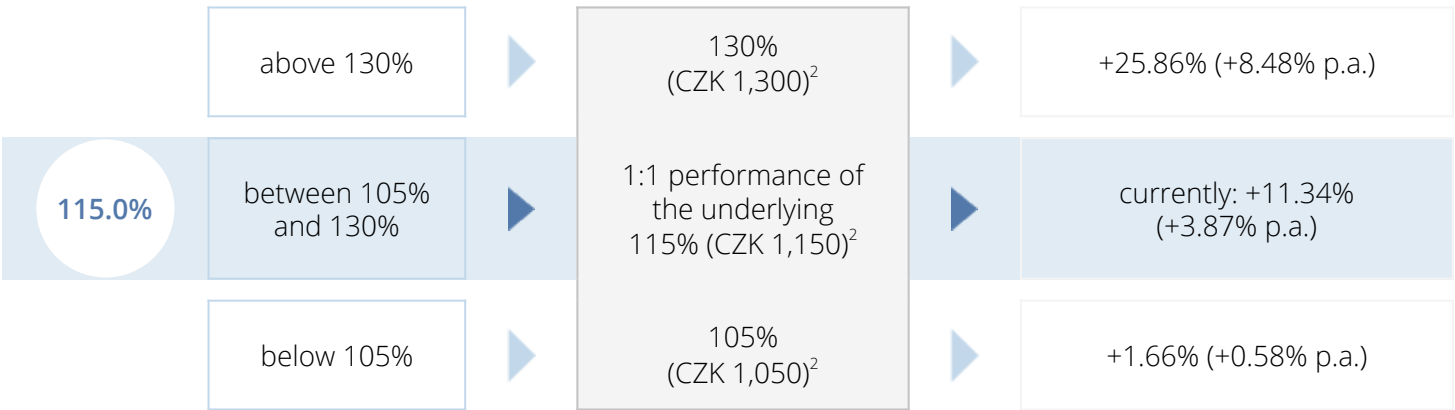 above 130%
130%
(CZK 1,300)²
+25.86% (+8.48% p.a.)
115.0%
between 105%
and 130%
1:1 performance of
the underlying
115% (CZK 1,150)²
currently: +11.34%
(+3.87% p.a.)
below 105%
105%
(CZK 1,050)²
+1.66% (+0.58% p.a.)